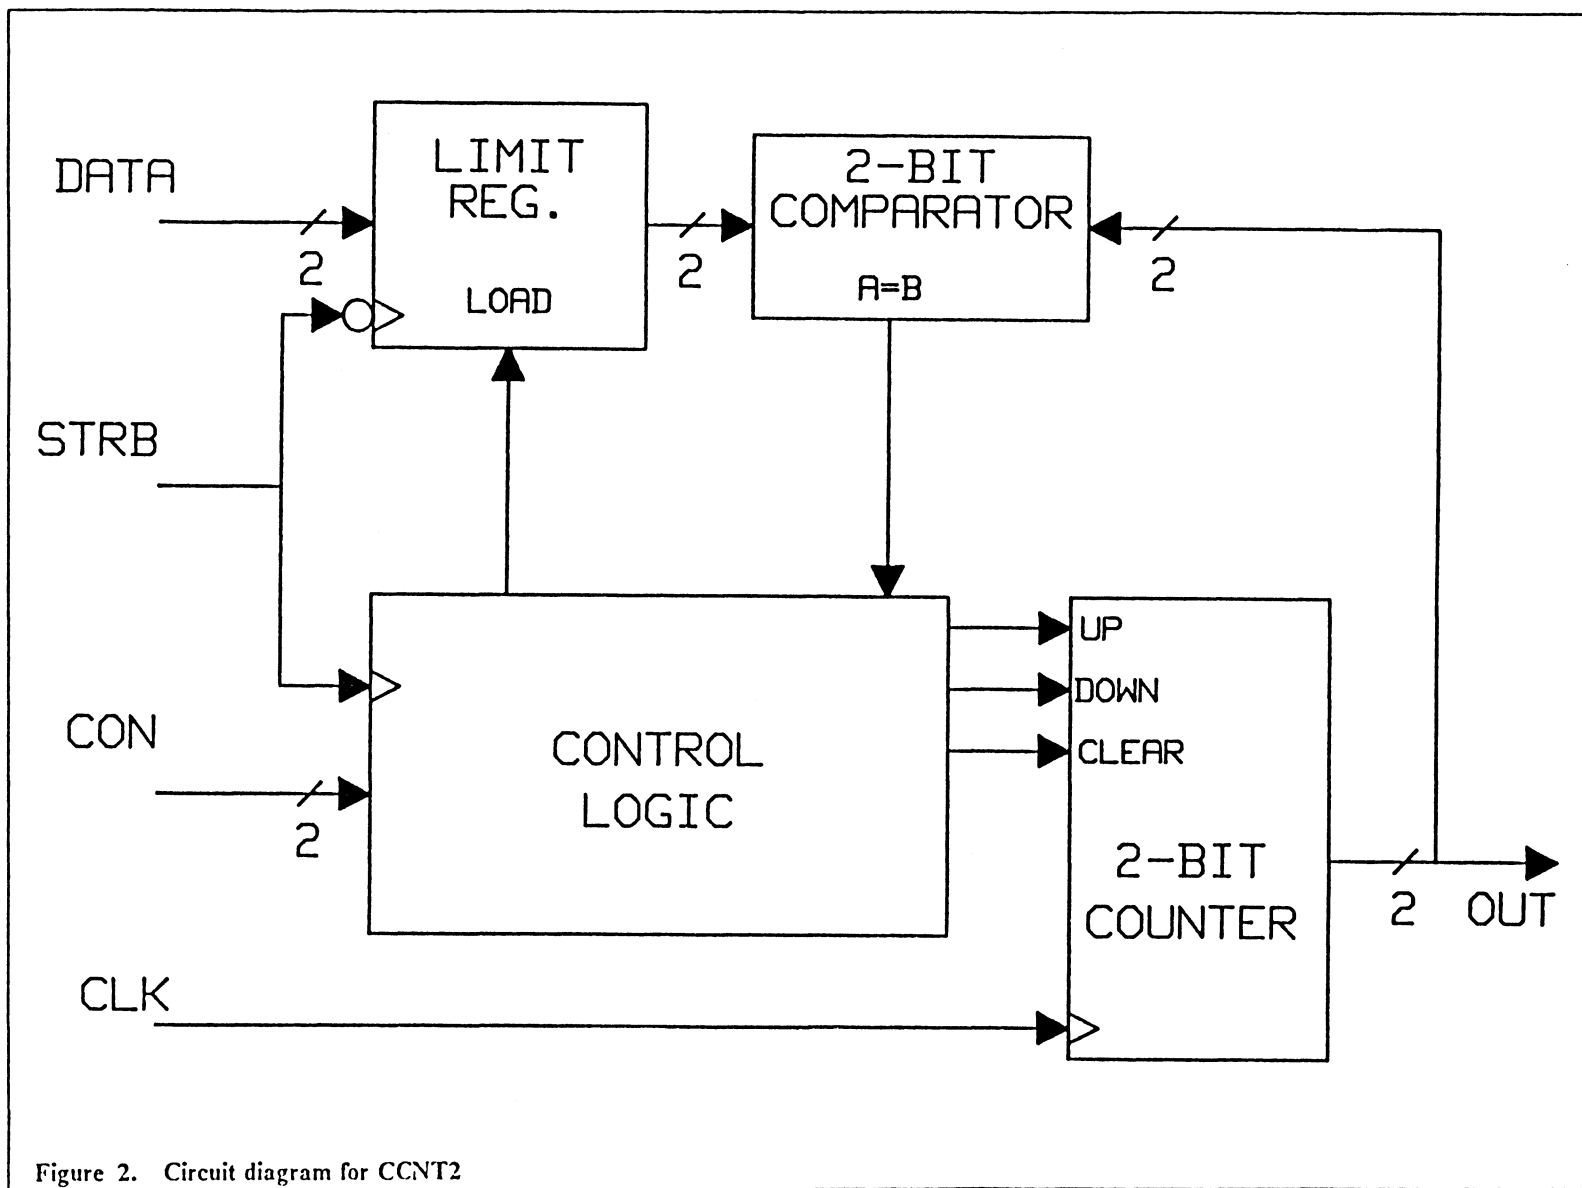 DATA
2
LIMIT
REG.
LOAD
2
2-BIT
COMPARATOR
A=B
2
STRB
CON
2
CONTROL
LOGIC
UP
DOWN
CLEAR
2-BIT
COUNTER
2
OUT
CLK
Figure 2. Circuit diagram for CCNT2